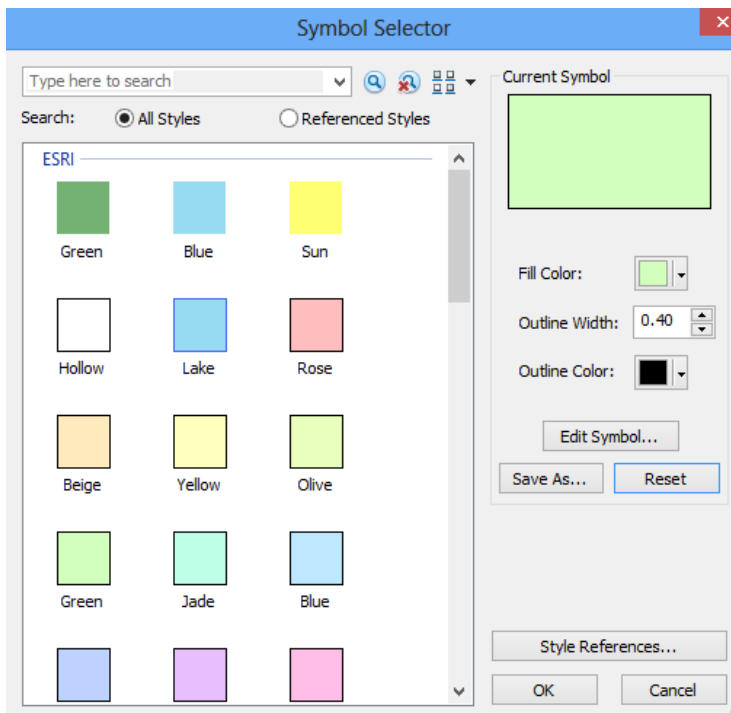 Symbol Selector
Type here to search
Search: All Styles Referenced Styles
ESRI
Green Blue Sun
Hollow Lake Rose
Beige Yellow Olive
Green Jade Blue
Current Symbol
Fill Color:
Outline Width: 0.40
Outline Color:
Edit Symbol...
Save As... Reset
Style References...
OK Cancel